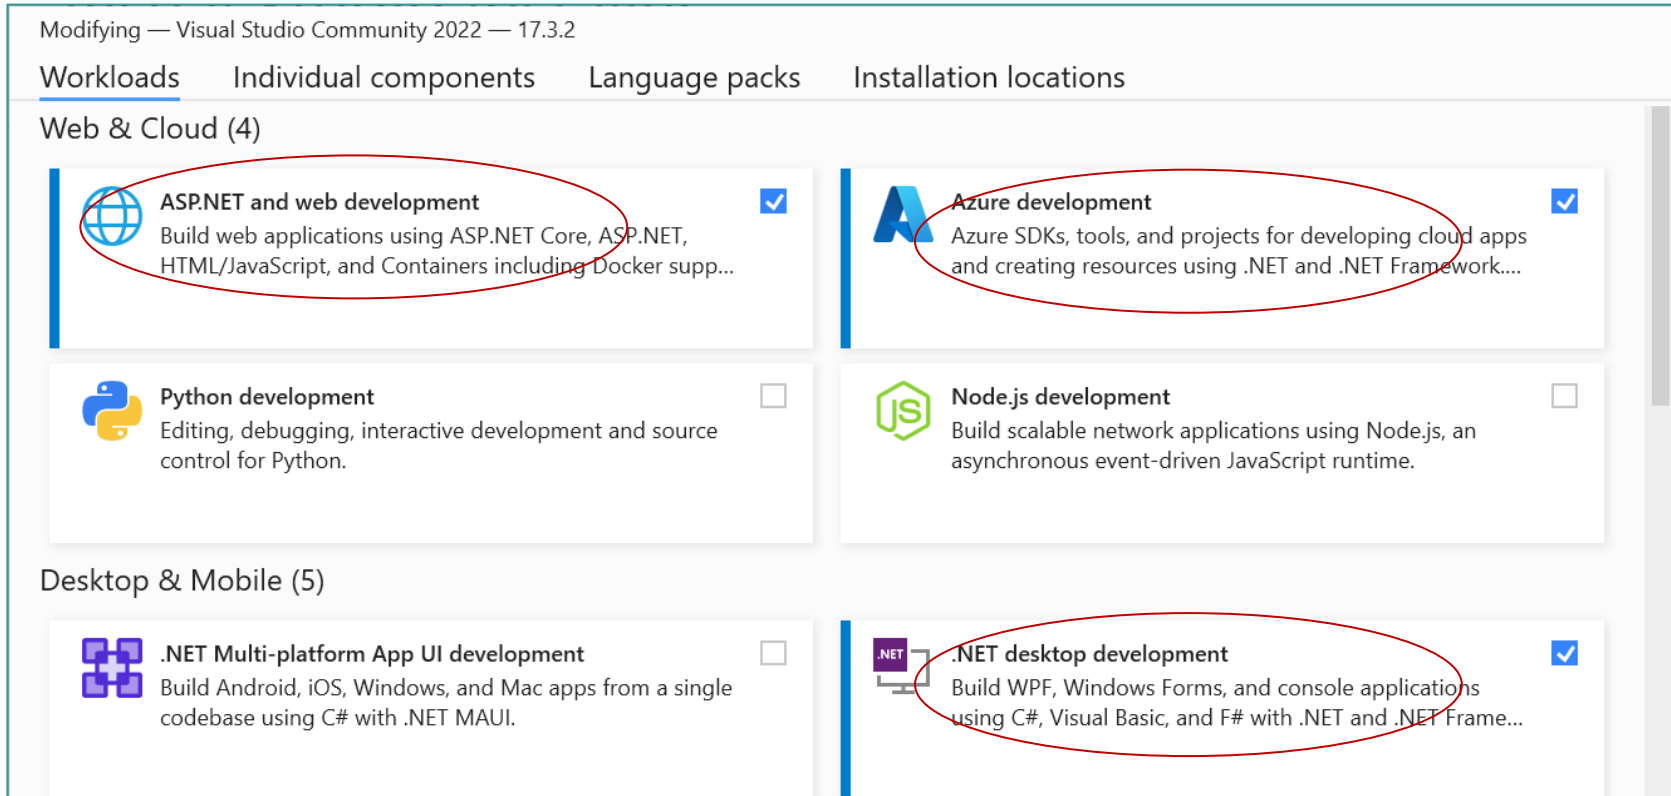 Modifying — Visual Studio Community 2022 — 17.3.2
Workloads Individual components Language packs Installation locations
Web & Cloud (4)
ASP.NET and web development
Build web applications using ASP.NET Core, ASP.NET,
HTML/JavaScript, and Containers including Docker supp...
Azure development
Azure SDKs, tools, and projects for developing cloud apps
and creating resources using .NET and .NET Framework....
Python development
Editing, debugging, interactive development and source
control for Python.
JS
Node.js development
Build scalable network applications using Node.js, an
asynchronous event-driven JavaScript runtime.
Desktop & Mobile (5)
.NET Multi-platform App UI development
Build Android, iOS, Windows, and Mac apps from a single
codebase using C# with .NET MAUI.
.NET
.NET desktop development
Build WPF, Windows Forms, and console applications
using C#, Visual Basic, and F# with .NET and .NET Frame...